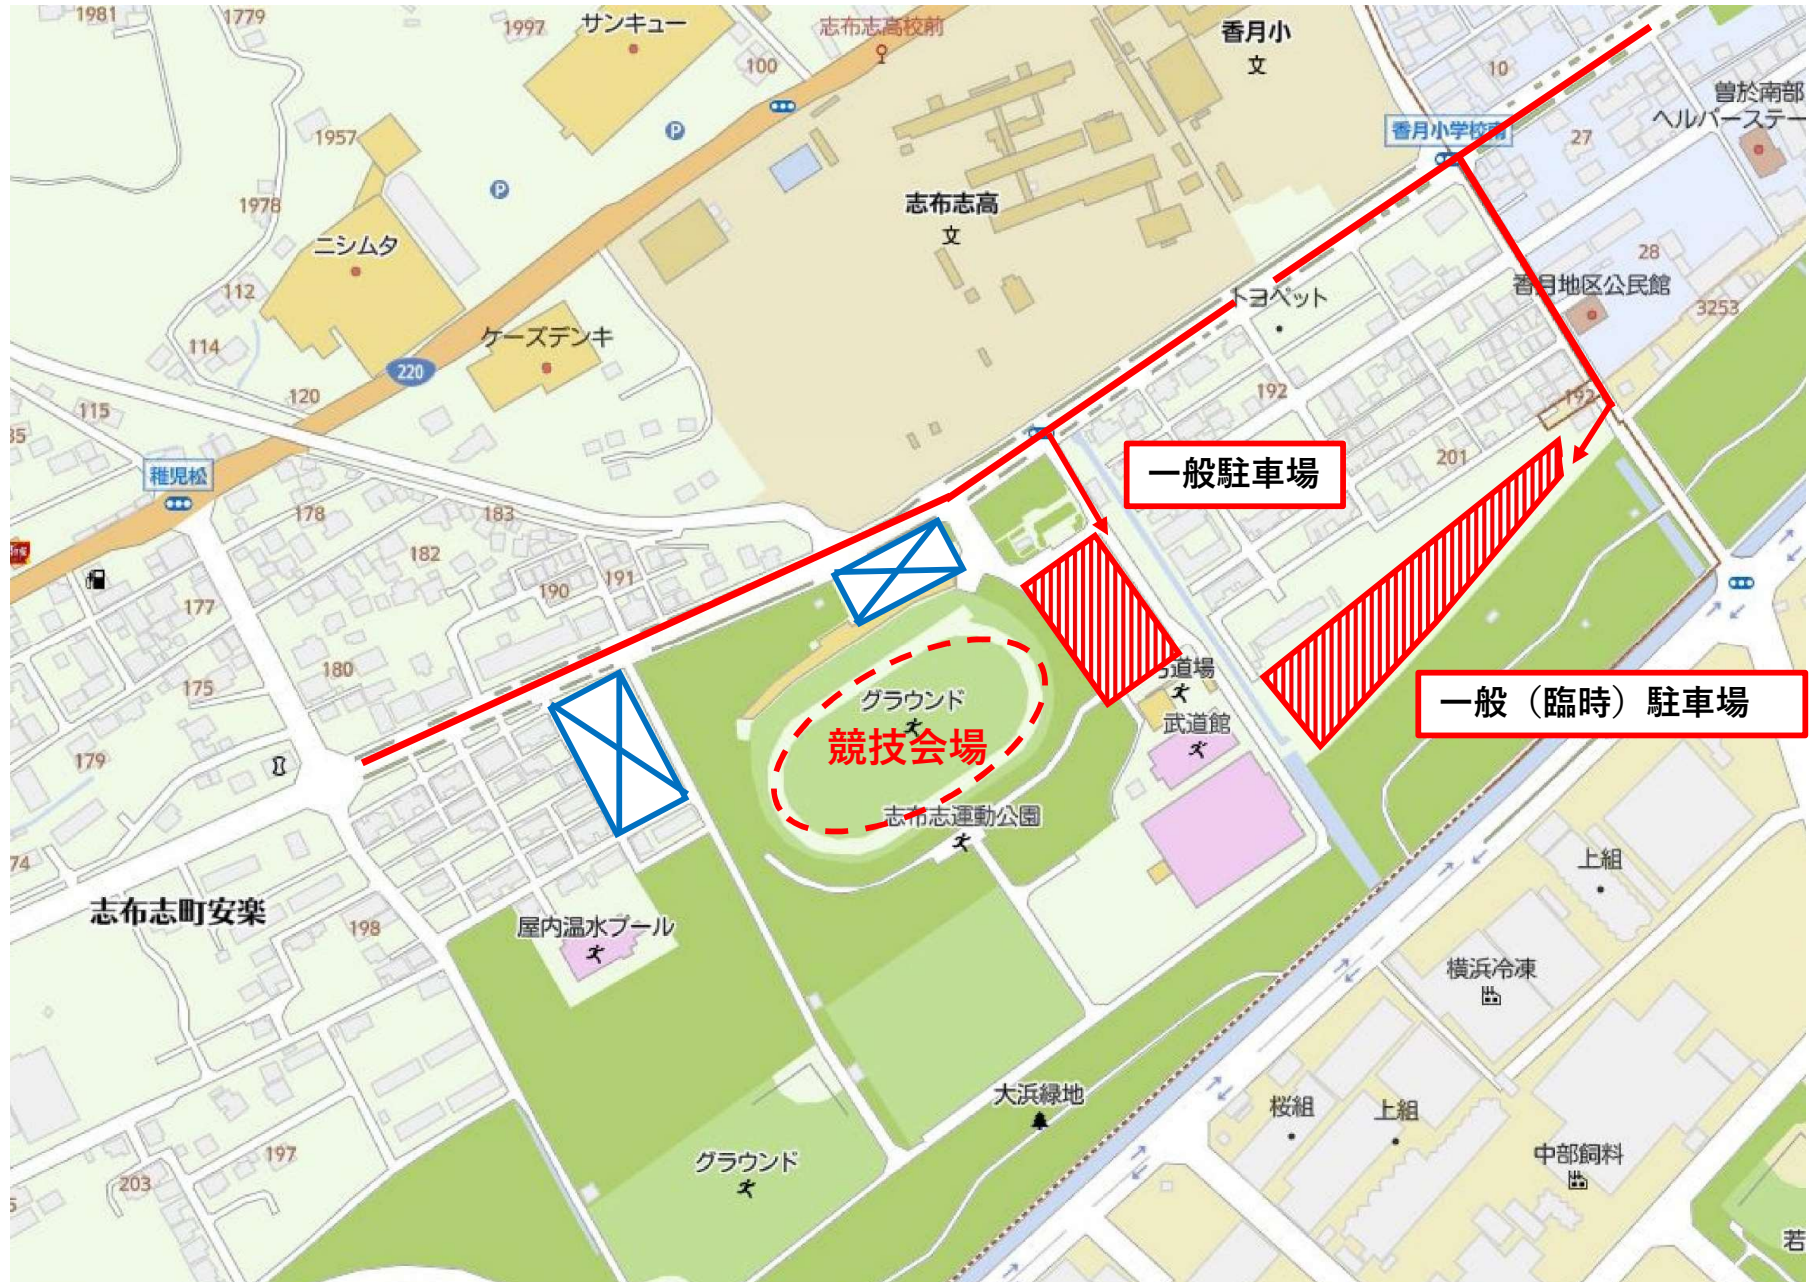 1981
1779
1997
サンキュー
志布志高校前
香月小
文
100
10
曽於南部
ヘルパーステー
香月小学校南
27
1957
P
P
1978
志布志高
文
ニシムタ
28
112
香月地区公民館
トヨペット
3253
ケーズデンキ
114
220
120
192
192
115
35
一般駐車場
201
稚児松
178
183
182
191
190
177
180
175
道場
グラウンド
武道館
競技会場
一般（臨時）駐車場
179
志布志運動公園
74
上組
志布志町安楽
198
屋内温水プール
横浜冷凍
大浜緑地
桜組
上組
グラウンド
197
203
中部飼料
5
若